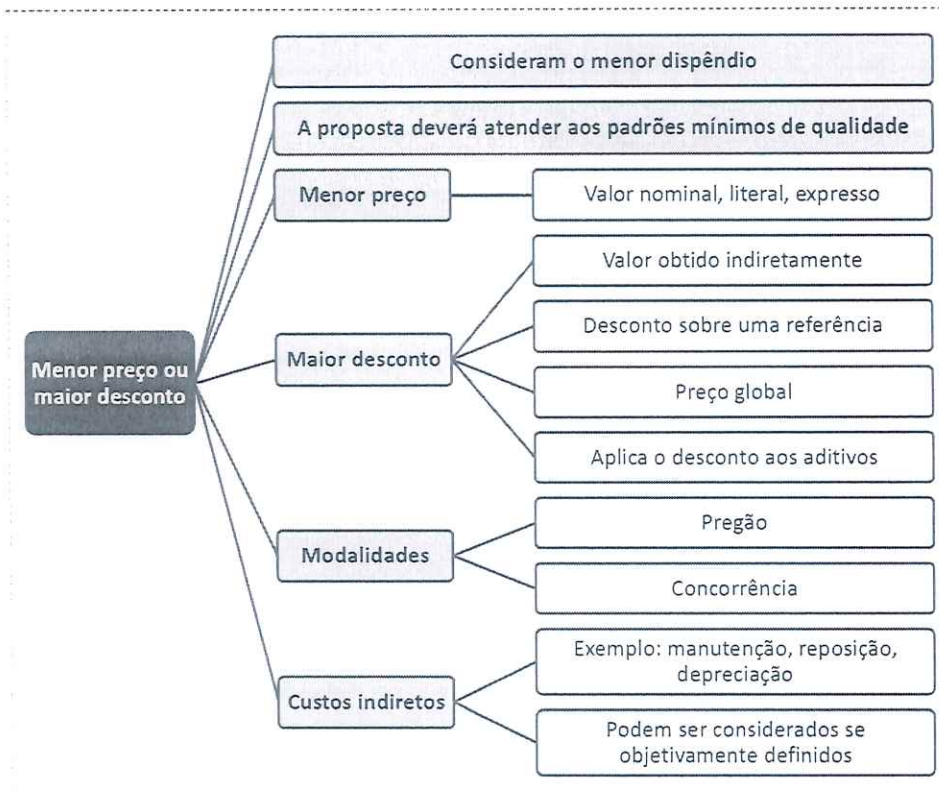 Consideram o menor dispêndio
A proposta deverá atender aos padrões mínimos de qualidade
Menor preço
Valor nominal, literal, expresso
Menor preço ou
maior desconto
Maior desconto
Valor obtido indiretamente
Desconto sobre uma referência
Preço global
Aplica o desconto aos aditivos
Modalidades
Pregão
Concorrência
Custos indiretos
Exemplo: manutenção, reposição,
depreciação
Podem ser considerados se
objetivamente definidos